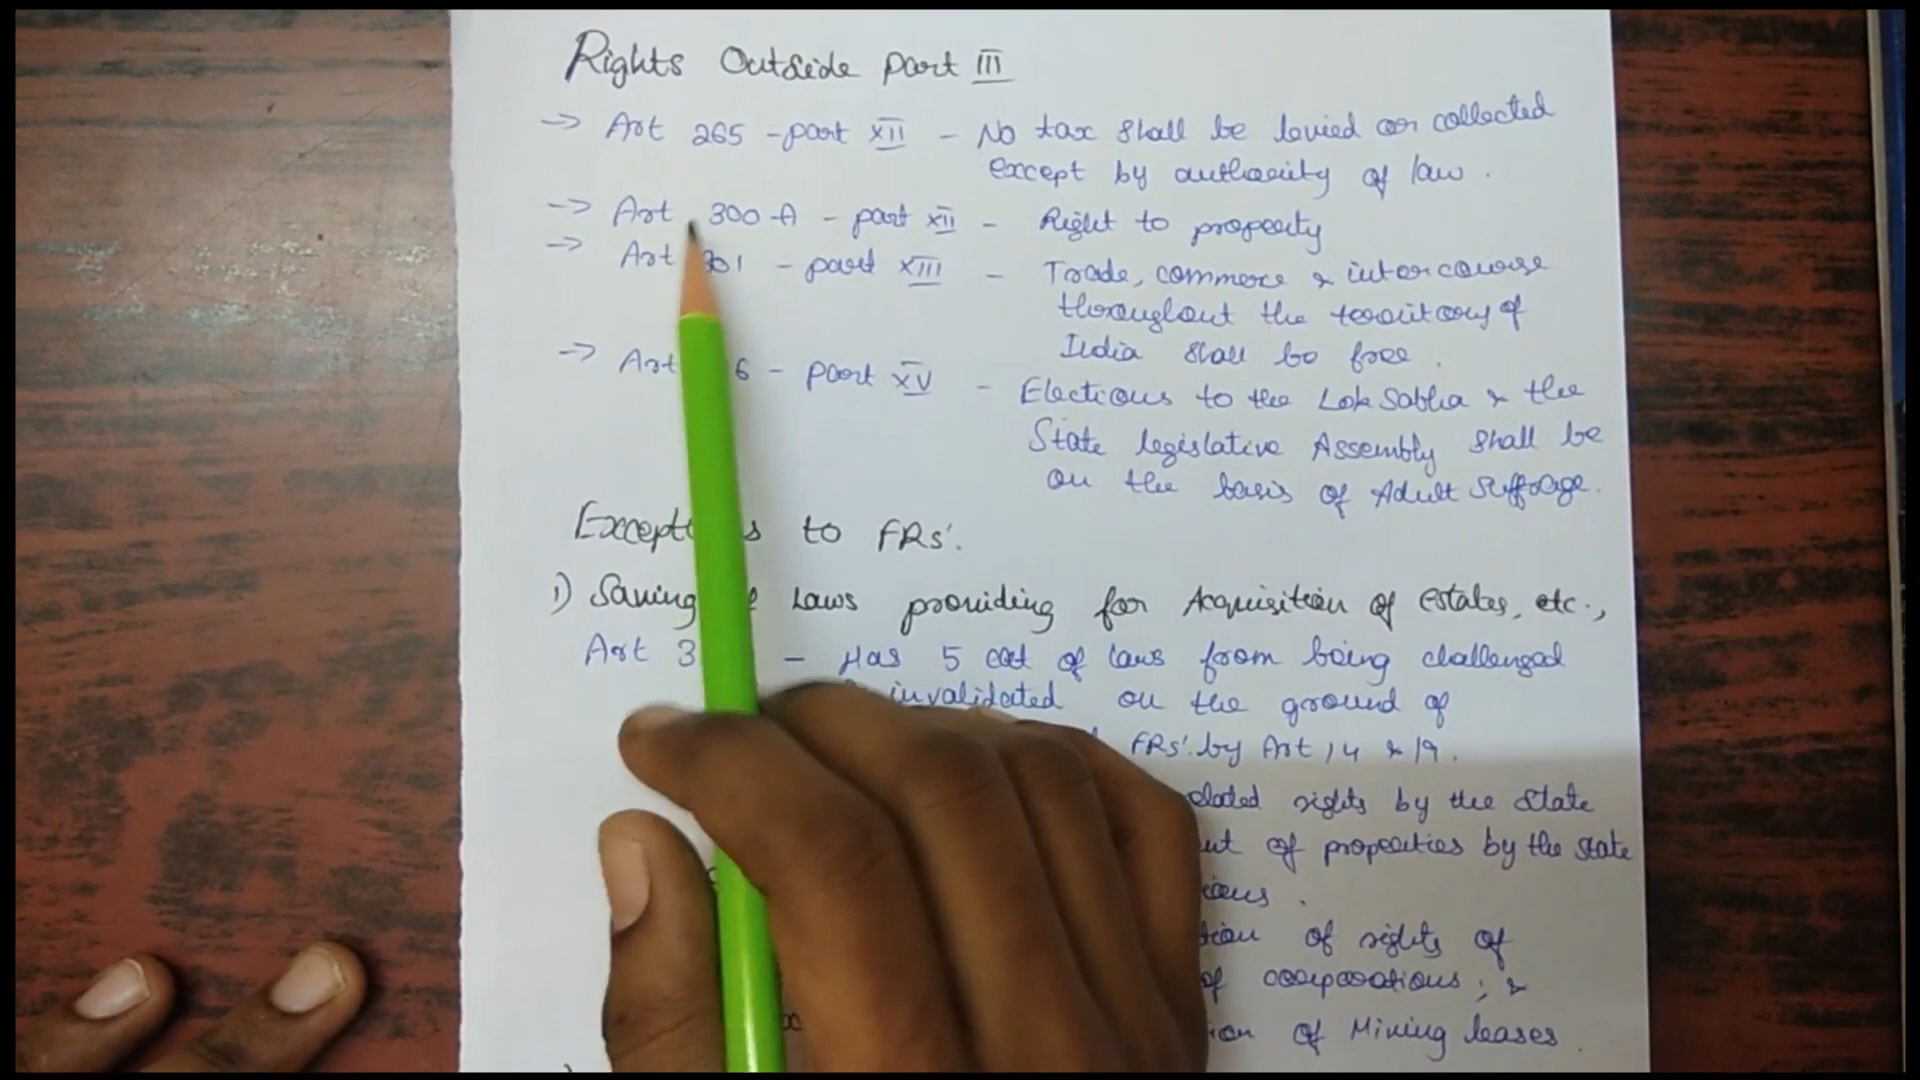 Rights Outside Part III
-> Art 265 - part XII - No tax shall be levied or collected
except by authority of law.
-> Art 300-A - part XII - Right to property
-> Art 301 - part XIII - Trade, commerce & intercourse
throughout the territory of
India shall be free.
-> Art 6 - part XV - Elections to the Lok Sabha & the
State legislative Assembly shall be
on the basis of Adult Suffrage.
to FRs'.
1) Saving Laws providing for Acquisition of estates, etc.,
Art 3 - Has 5 cat of laws from being challenged
invalidated on the ground of
FRs' by Art 14 & 19.
rights by the State
of properties by the state
of rights of
of corporations; &
of Mining leases.